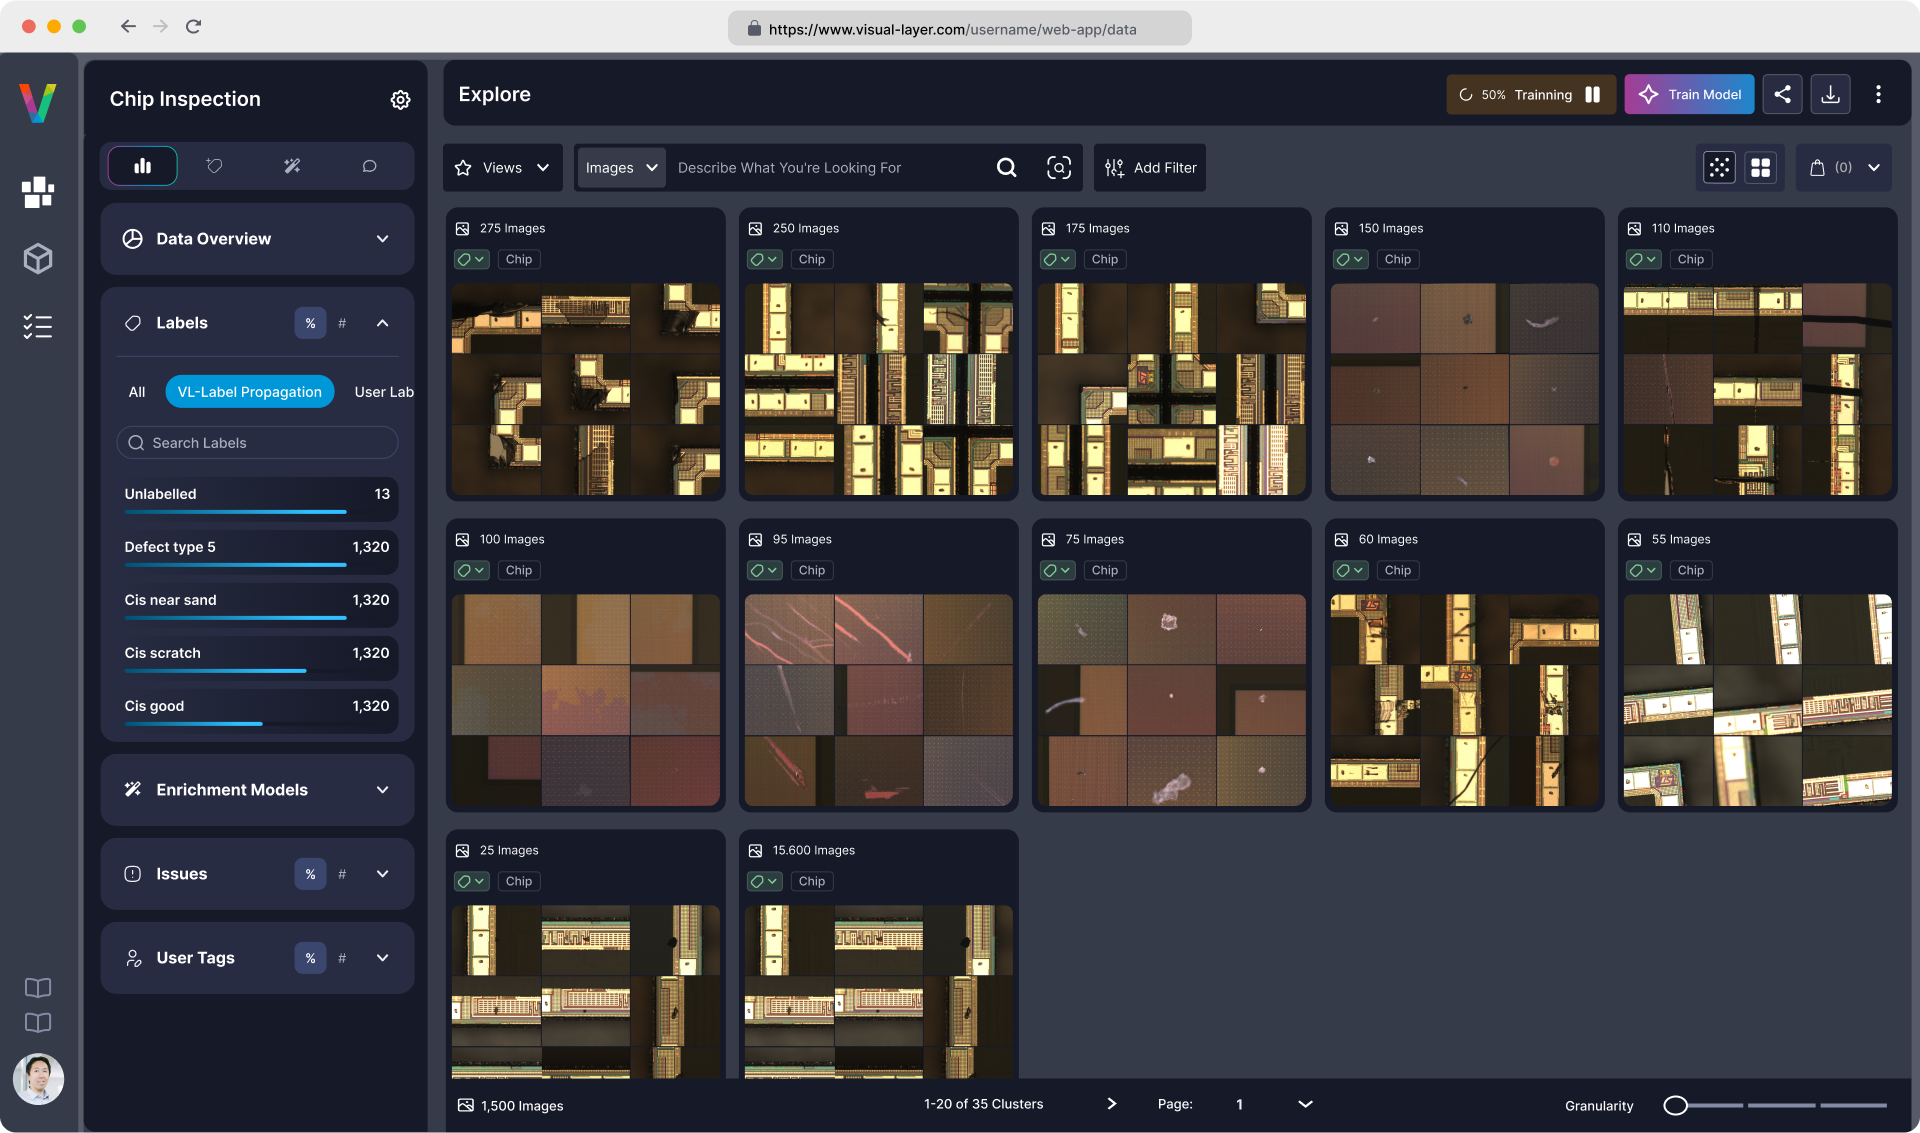 https://www.visual-layer.com/username/web-app/data
Chip Inspection
Explore
50% Trainning
Train Model
Views
Images
Describe What You're Looking For
Add Filter
(0)
Data Overview
Labels
%
#
All
VL-Label Propagation
User Lab
Search Labels
Unlabelled 13
Defect type 5 1,320
Cis near sand 1,320
Cis scratch 1,320
Cis good 1,320
Enrichment Models
Issues
%
#
User Tags
%
#
275 Images
Chip
250 Images
Chip
175 Images
Chip
150 Images
Chip
110 Images
Chip
100 Images
Chip
95 Images
Chip
75 Images
Chip
60 Images
Chip
55 Images
Chip
25 Images
Chip
15.600 Images
Chip
1,500 Images
1-20 of 35 Clusters
Page: 1
Granularity